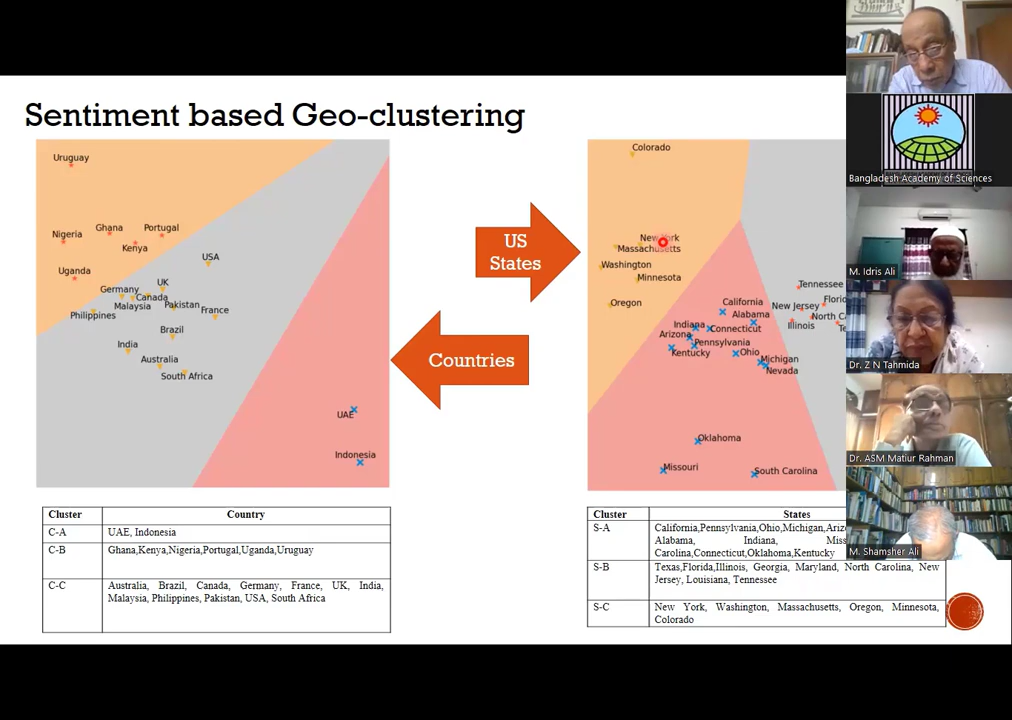 Sentiment based Geo-clustering
Uruguay
Nigeria
Ghana
Portugal
Kenya
Uganda
USA
Germany
UK
Canada
Malaysia
Pakistan
Philippines
France
Brazil
India
Australia
South Africa
UAE
Indonesia
US
States
Countries
Colorado
New York
Massachusetts
Washington
Minnesota
Oregon
California
Alabama
Indiana
Connecticut
Arizona
Pennsylvania
Kentucky
Ohio
Michigan
Nevada
Oklahoma
Missouri
South Carolina
Tennessee
New Jersey
Illinois
Cluster Country
C-A UAE, Indonesia
C-B Ghana,Kenya,Nigeria,Portugal,Uganda,Uruguay
C-C Australia, Brazil, Canada, Germany, France, UK, India,
Malaysia, Philippines, Pakistan, USA, South Africa
Cluster States
S-A California,Pennsylvania,Ohio,Michigan,
Alabama, Indiana,
Carolina,Connecticut,Oklahoma,Kentucky
S-B Texas,Florida,Illinois, Georgia, Maryland, North Carolina, New
Jersey, Louisiana, Tennessee
S-C New York, Washington, Massachusetts, Oregon, Minnesota,
Colorado
Bangladesh Academy of Sciences
M. Idris Ali
Dr. Z N Tahmida
Dr. ASM Matiur Rahman
M. Shamsher Ali